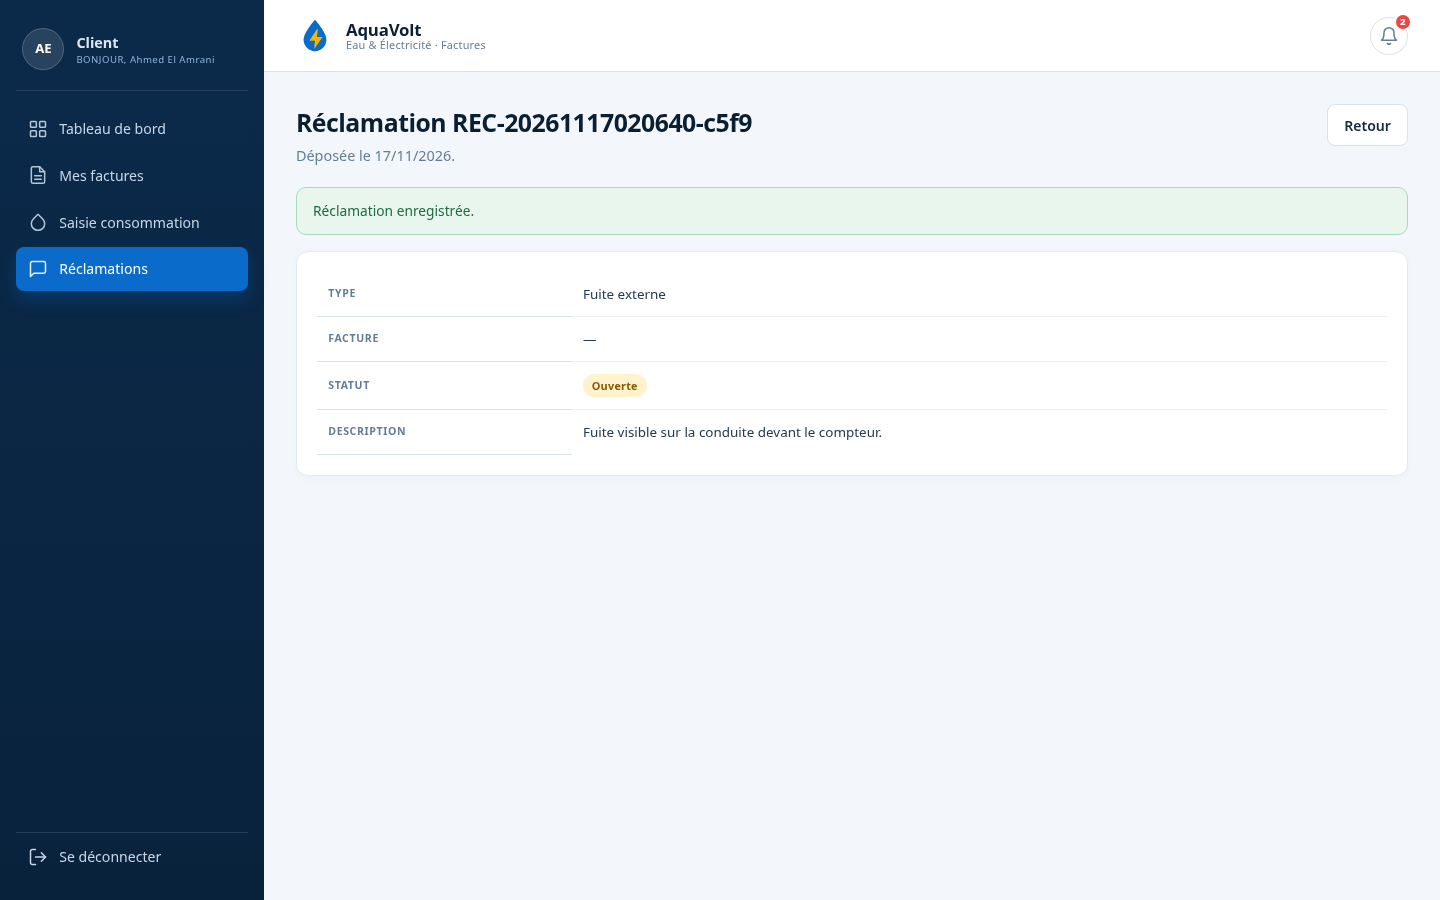 AE
Client
BONJOUR, Ahmed El Amrani
Tableau de bord
Mes factures
Saisie consommation
Réclamations
Se déconnecter
AquaVolt
Eau & Électricité · Factures
2
Réclamation REC-20261117020640-c5f9
Déposée le 17/11/2026.
Retour
Réclamation enregistrée.
TYPE Fuite externe
FACTURE —
STATUT Ouverte
DESCRIPTION Fuite visible sur la conduite devant le compteur.